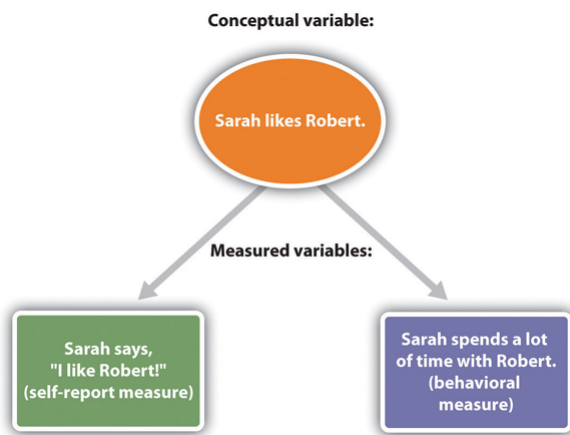 Conceptual variable:
Sarah likes Robert.
Measured variables:
Sarah says,
"I like Robert!"
(self-report measure)
Sarah spends a lot
of time with Robert.
(behavioral
measure)